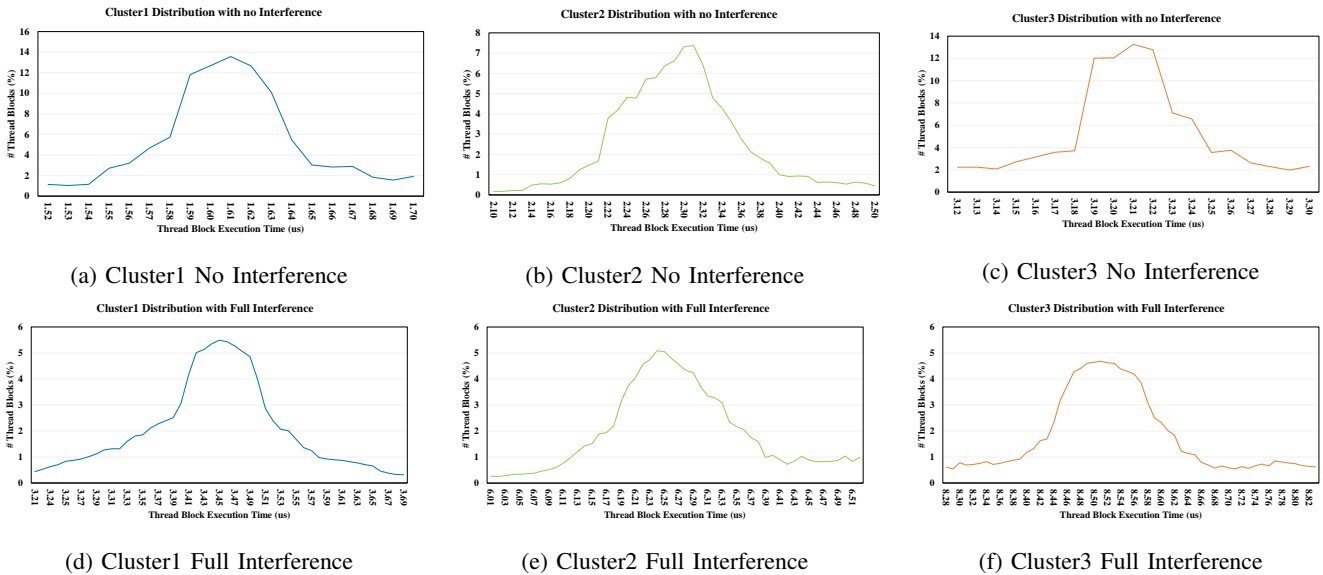 Cluster1 Distribution with no Interference
# Thread Blocks (%)
16
14
12
10
8
6
4
2
0
1.52 1.53 1.54 1.55 1.56 1.57 1.58 1.59 1.60 1.61 1.62 1.63 1.64 1.65 1.66 1.67 1.68 1.69 1.70
Thread Block Execution Time (us)
(a) Cluster1 No Interference
Cluster2 Distribution with no Interference
# Thread Blocks (%)
8
7
6
5
4
3
2
1
0
2.10 2.12 2.14 2.16 2.18 2.20 2.22 2.24 2.26 2.28 2.30 2.32 2.34 2.36 2.38 2.40 2.42 2.44 2.46 2.48 2.50
Thread Block Execution Time (us)
(b) Cluster2 No Interference
Cluster3 Distribution with no Interference
# Thread Blocks (%)
14
12
10
8
6
4
2
0
3.12 3.13 3.14 3.15 3.16 3.17 3.18 3.19 3.20 3.21 3.22 3.23 3.24 3.25 3.26 3.27 3.28 3.29 3.30
Thread Block Execution Time (us)
(c) Cluster3 No Interference
Cluster1 Distribution with Full Interference
# Thread Blocks (%)
6
5
4
3
2
1
0
3.21 3.24 3.25 3.27 3.29 3.31 3.33 3.35 3.37 3.39 3.41 3.43 3.45 3.47 3.49 3.51 3.53 3.55 3.57 3.59 3.61 3.63 3.65 3.67 3.69
Thread Block Execution Time (us)
(d) Cluster1 Full Interference
Cluster2 Distribution with Full Interference
# Thread Blocks (%)
6
5
4
3
2
1
0
6.01 6.03 6.05 6.07 6.09 6.11 6.13 6.15 6.17 6.19 6.21 6.23 6.25 6.27 6.29 6.31 6.33 6.35 6.37 6.39 6.41 6.43 6.45 6.47 6.49 6.51
Thread Block Execution Time (us)
(e) Cluster2 Full Interference
Cluster3 Distribution with Full Interference
# Thread Blocks (%)
6
5
4
3
2
1
0
8.28 8.30 8.32 8.34 8.36 8.38 8.40 8.42 8.44 8.46 8.48 8.50 8.52 8.54 8.56 8.58 8.60 8.62 8.64 8.66 8.68 8.70 8.72 8.74 8.76 8.78 8.80 8.82
Thread Block Execution Time (us)
(f) Cluster3 Full Interference